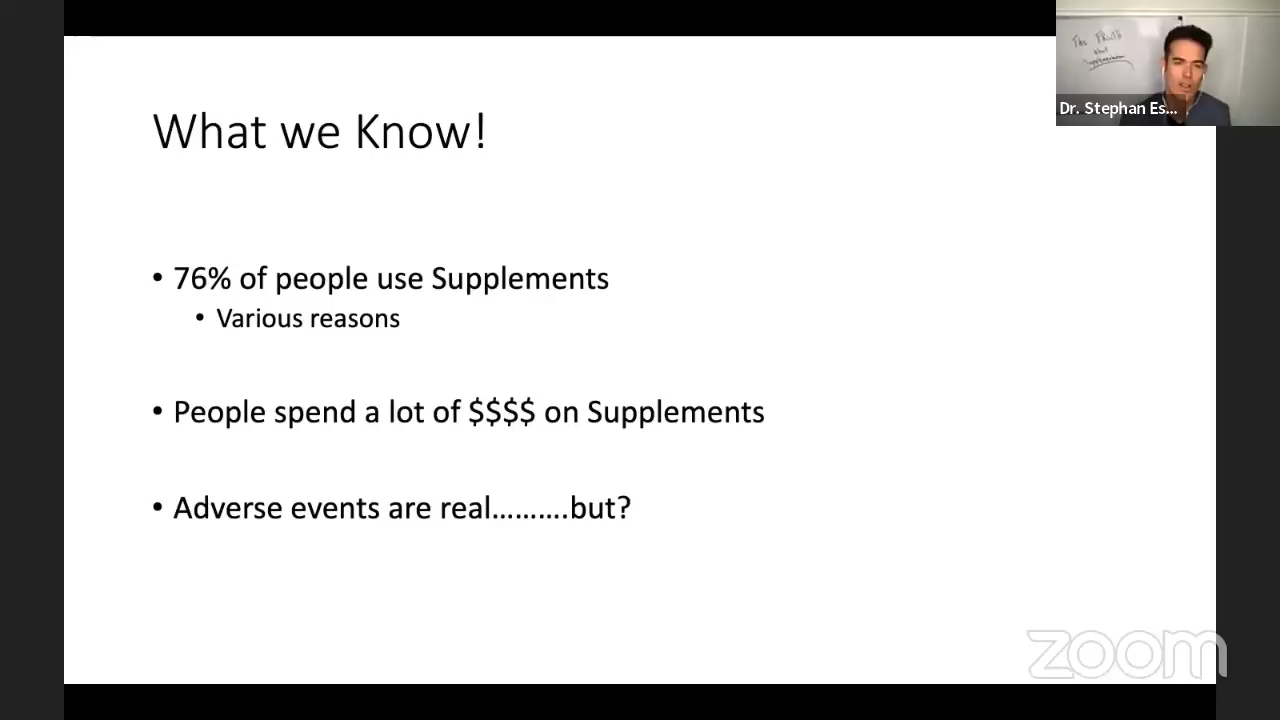 What we Know!
• 76% of people use Supplements
• Various reasons
• People spend a lot of $$$$ on Supplements
• Adverse events are real……….but?
Dr. Stephan Es...
The
zoom